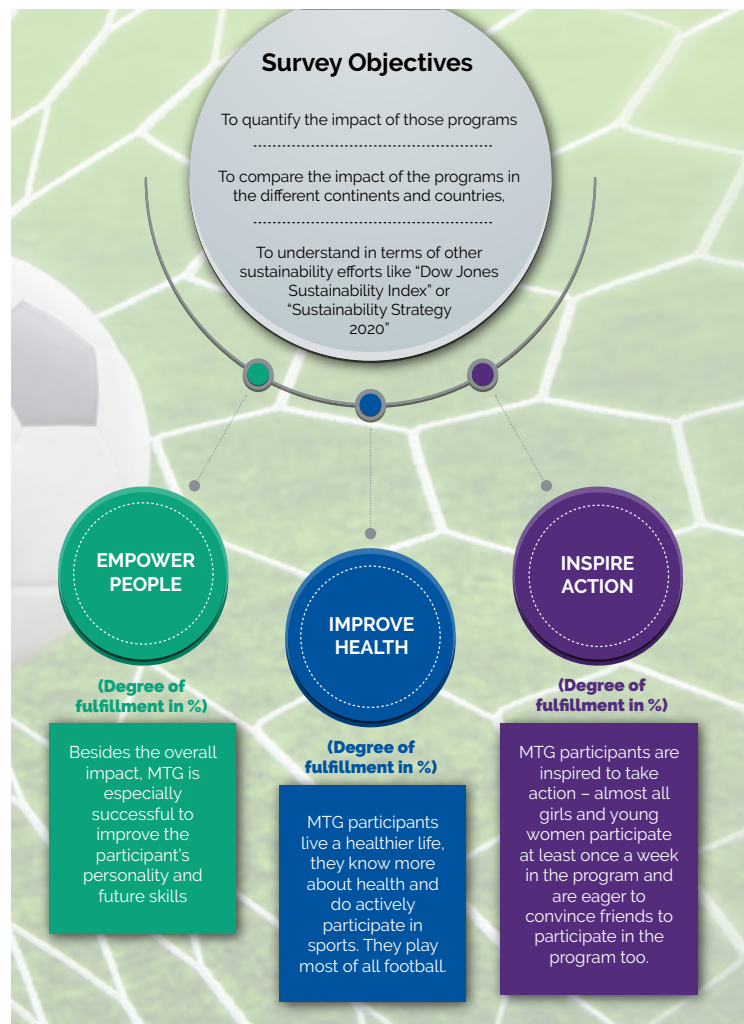 Survey Objectives
To quantify the impact of those programs
To compare the impact of the programs in
the different continents and countries,
To understand in terms of other
sustainability efforts like “Dow Jones
Sustainability Index” or
“Sustainability Strategy
2020”
EMPOWER
PEOPLE
(Degree of
fulfillment in %)
Besides the overall
impact, MTG is
especially
successful to
improve the
participant’s
personality and
future skills
IMPROVE
HEALTH
(Degree of
fulfillment in %)
MTG participants
live a healthier life,
they know more
about health and
do actively
participate in
sports. They play
most of all football.
INSPIRE
ACTION
(Degree of
fulfillment in %)
MTG participants are
inspired to take
action – almost all
girls and young
women participate
at least once a week
in the program and
are eager to
convince friends to
participate in the
program too.